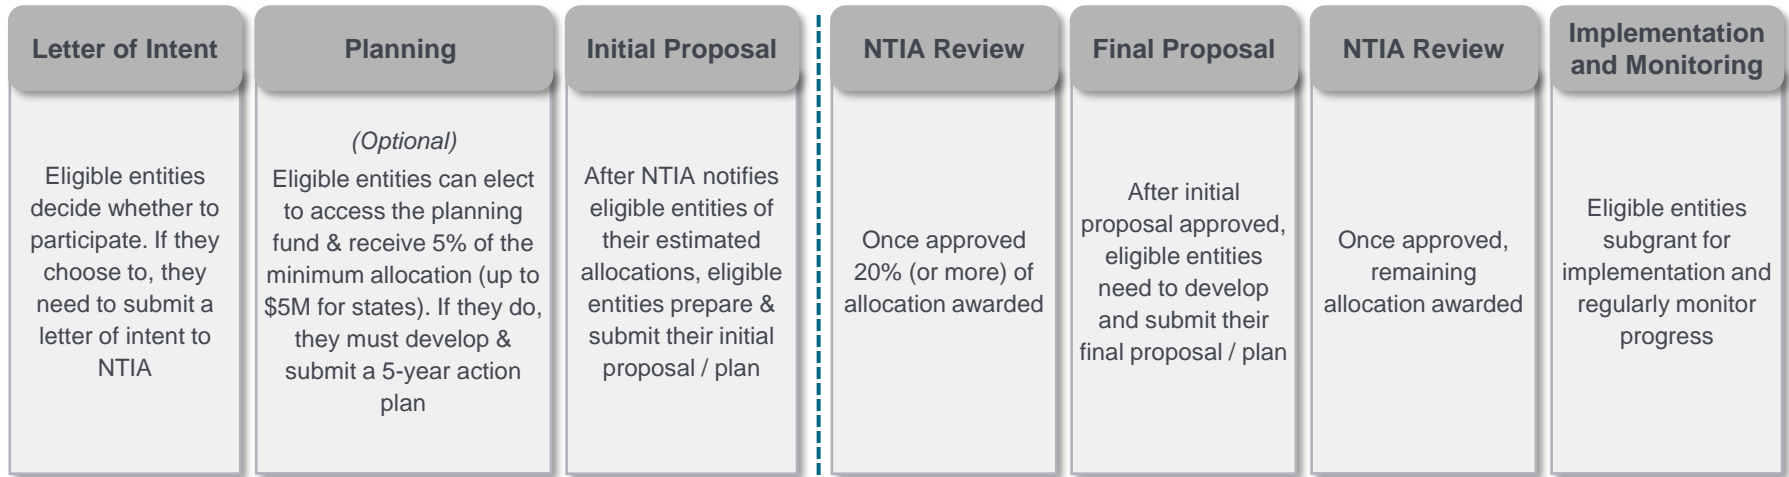 Letter of Intent
Eligible entities
decide whether to
participate. If they
choose to, they
need to submit a
letter of intent to
NTIA
Planning
(Optional)
Eligible entities can elect
to access the planning
fund & receive 5% of the
minimum allocation (up to
$5M for states). If they do,
they must develop &
submit a 5-year action
plan
Initial Proposal
After NTIA notifies
eligible entities of
their estimated
allocations, eligible
entities prepare &
submit their initial
proposal / plan
NTIA Review
Once approved
20% (or more) of
allocation awarded
Final Proposal
After initial
proposal approved,
eligible entities
need to develop
and submit their
final proposal / plan
NTIA Review
Once approved,
remaining
allocation awarded
Implementation
and Monitoring
Eligible entities
subgrant for
implementation and
regularly monitor
progress